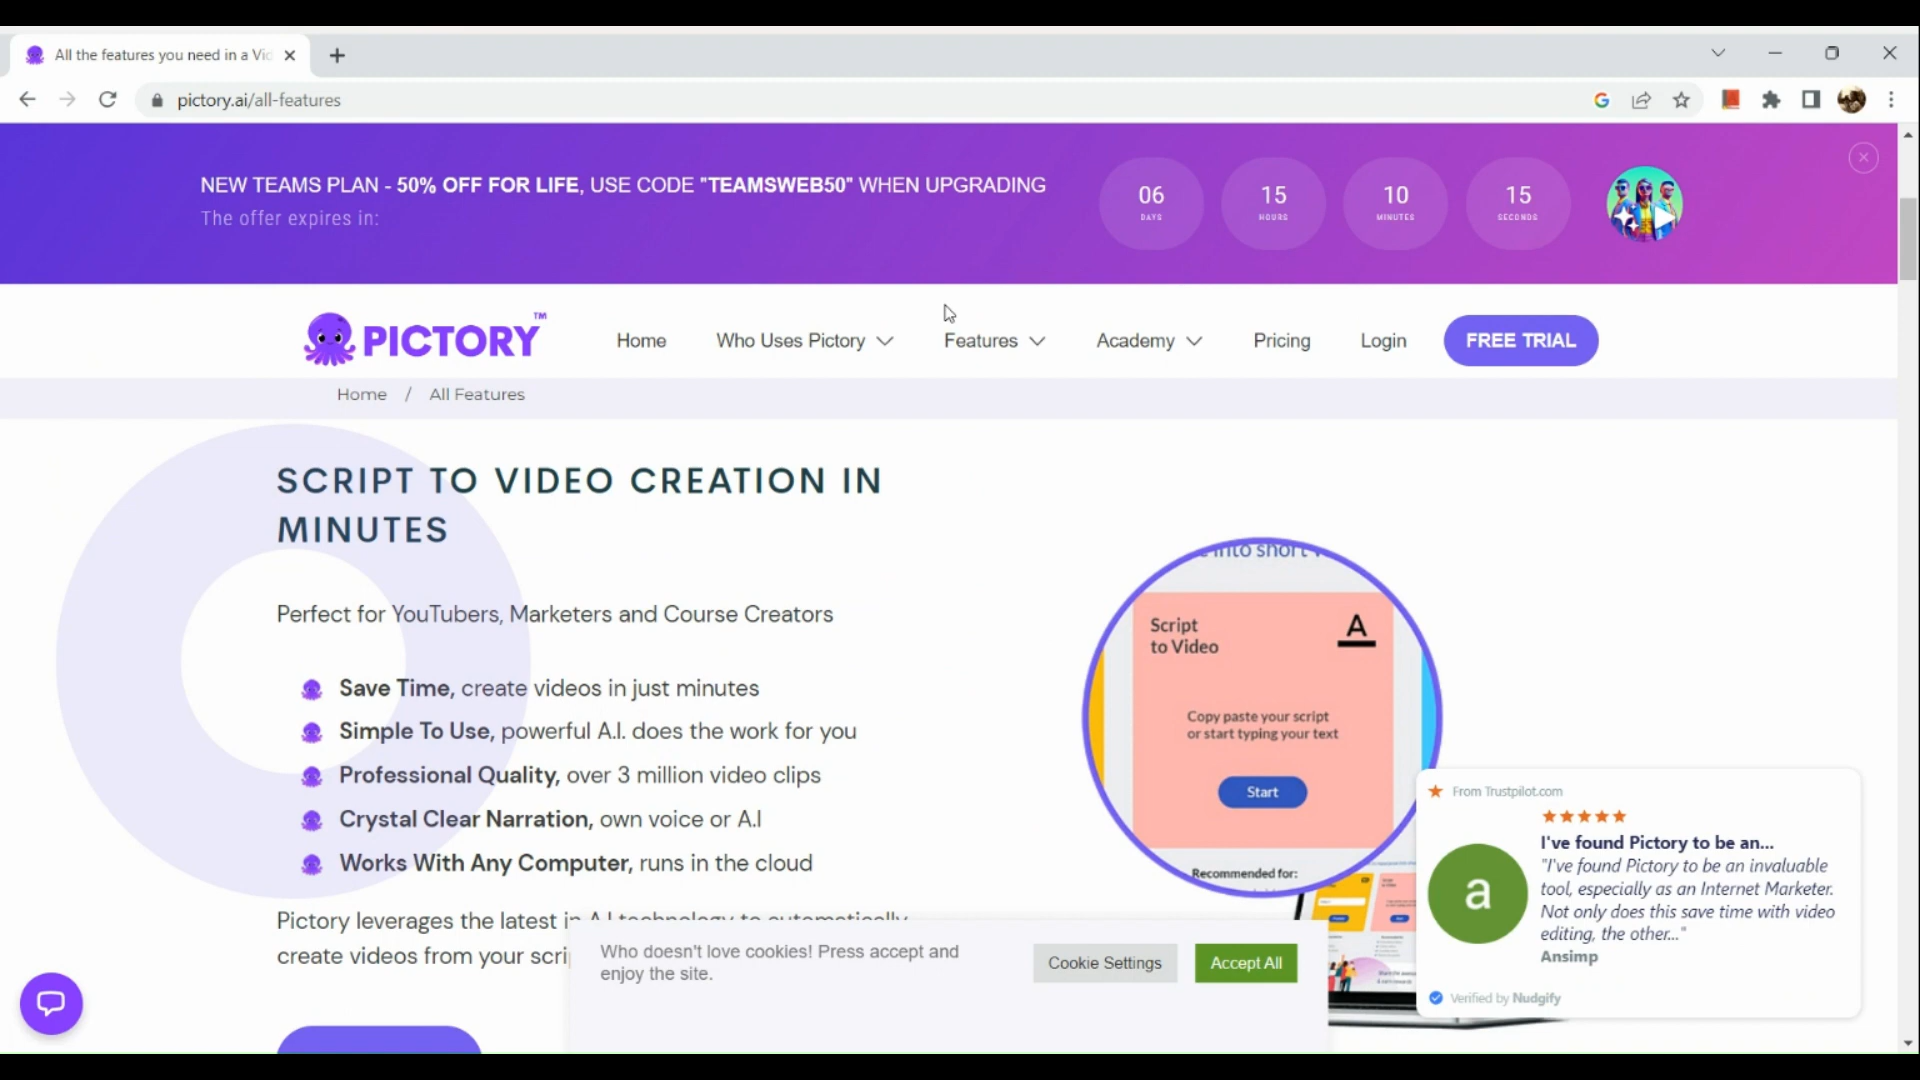 All the features you need in a Vid
pictory.ai/all-features
NEW TEAMS PLAN - 50% OFF FOR LIFE, USE CODE "TEAMSWEB50" WHEN UPGRADING
The offer expires in:
06 15 10 15
DAYS HOURS MINUTES SECONDS
PICTORY™
Home Who Uses Pictory Features Academy Pricing Login FREE TRIAL
Home / All Features
SCRIPT TO VIDEO CREATION IN
MINUTES
Perfect for YouTubers, Marketers and Course Creators
Save Time, create videos in just minutes
Simple To Use, powerful A.I. does the work for you
Professional Quality, over 3 million video clips
Crystal Clear Narration, own voice or A.I
Works With Any Computer, runs in the cloud
Pictory leverages the latest in A.I technology to automatically
create videos from your scri
into short
Script
to Video
A
Copy paste your script
or start typing your text
Start
Recommended for:
From Trustpilot.com
I've found Pictory to be an...
"I've found Pictory to be an invaluable
tool, especially as an Internet Marketer.
Not only does this save time with video
editing, the other..."
Ansimp
a
Verified by Nudgify
Who doesn't love cookies! Press accept and
enjoy the site.
Cookie Settings Accept All